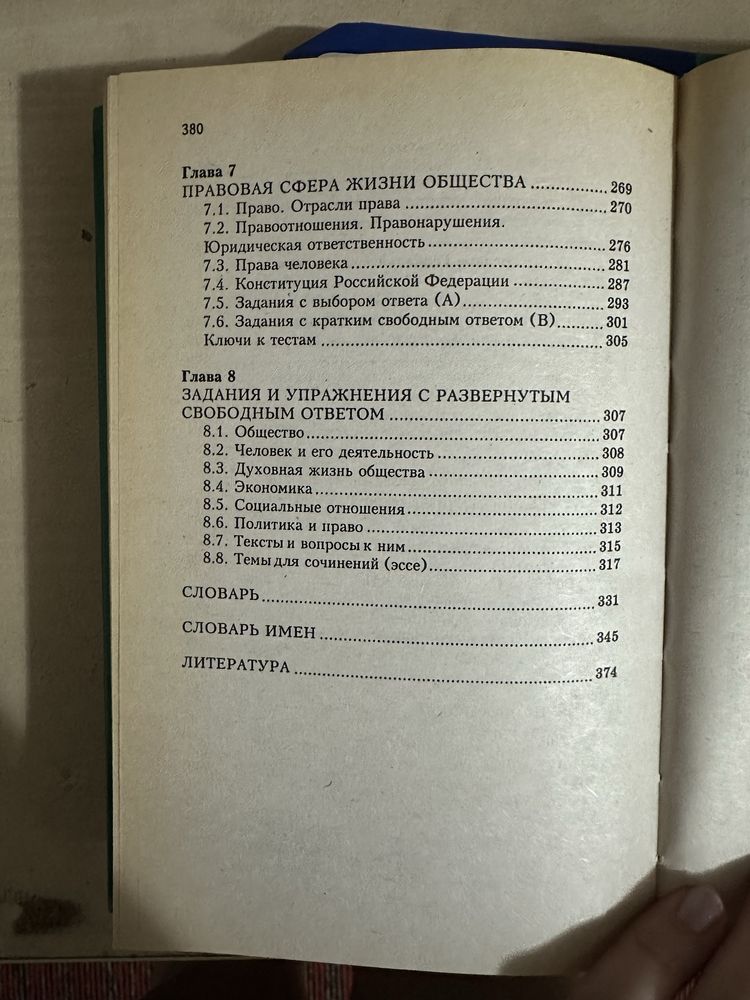 380
Глава 7
ПРАВОВАЯ СФЕРА ЖИЗНИ ОБЩЕСТВА ............ 269
7.1. Право. Отрасли права ............ 270
7.2. Правоотношения. Правонарушения.
Юридическая ответственность ............ 276
7.3. Права человека ............ 281
7.4. Конституция Российской Федерации ............ 287
7.5. Задания с выбором ответа (А) ............ 293
7.6. Задания с кратким свободным ответом (В) ............ 301
Ключи к тестам ............ 305
Глава 8
ЗАДАНИЯ И УПРАЖНЕНИЯ С РАЗВЕРНУТЫМ
СВОБОДНЫМ ОТВЕТОМ ............ 307
8.1. Общество ............ 307
8.2. Человек и его деятельность ............ 308
8.3. Духовная жизнь общества ............ 309
8.4. Экономика ............ 311
8.5. Социальные отношения ............ 312
8.6. Политика и право ............ 313
8.7. Тексты и вопросы к ним ............ 315
8.8. Темы для сочинений (эссе) ............ 317
СЛОВАРЬ ............ 331
СЛОВАРЬ ИМЕН ............ 345
ЛИТЕРАТУРА ............ 374